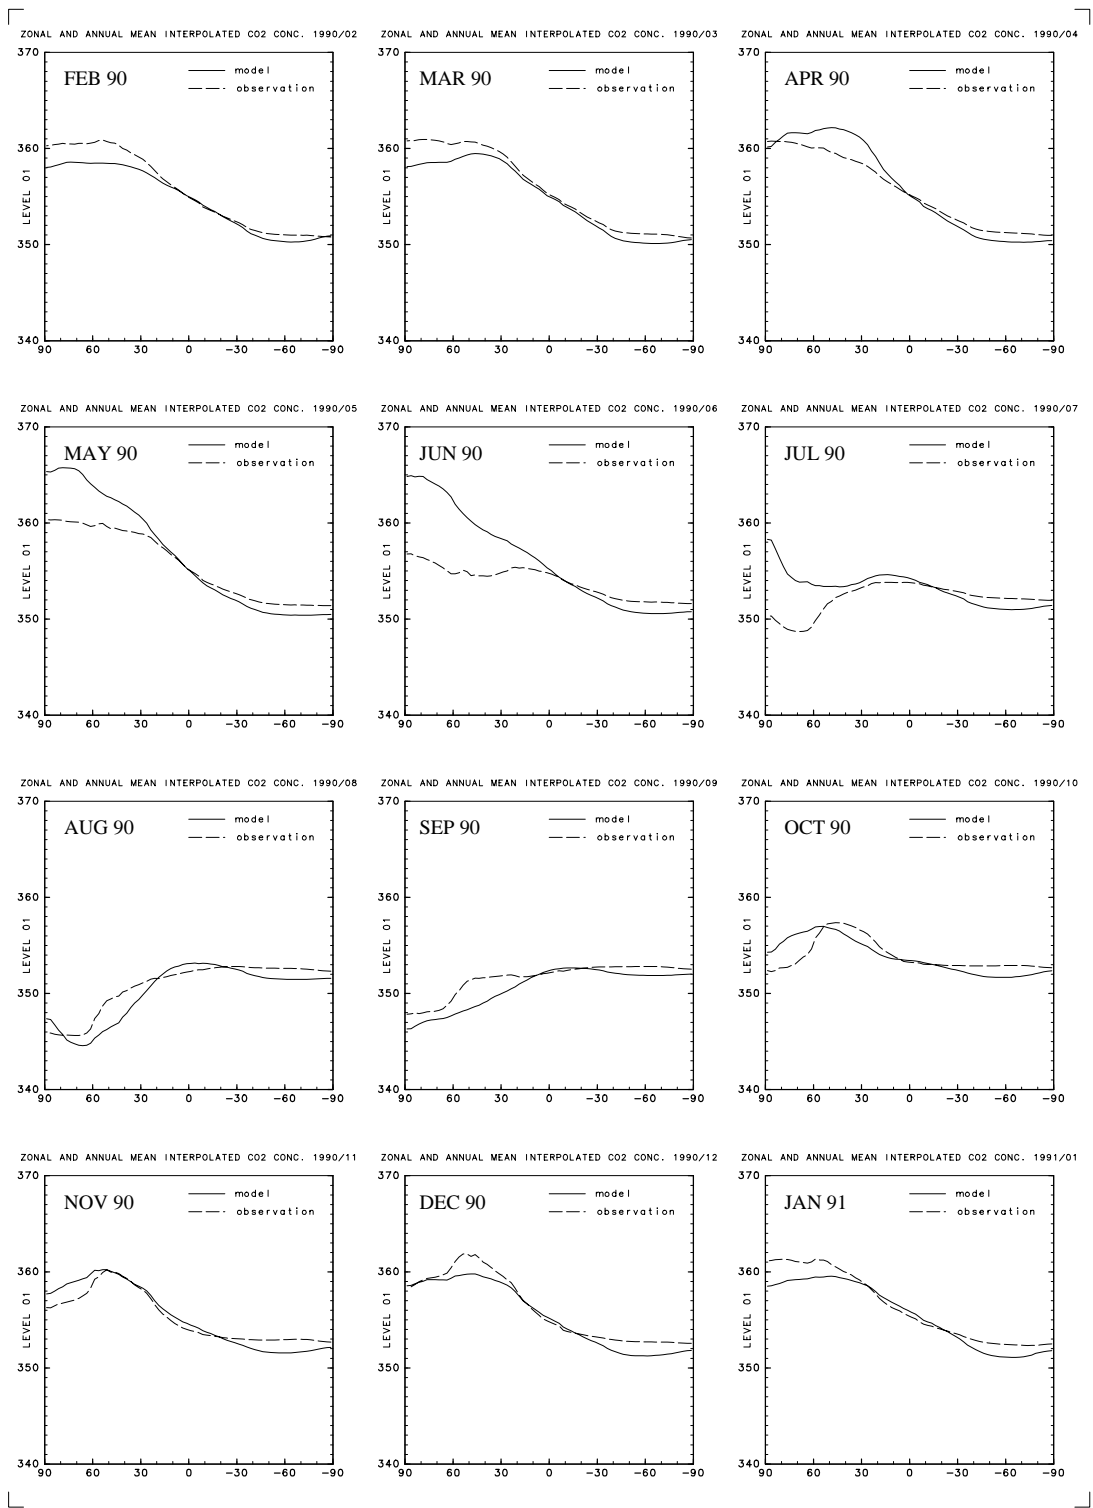 ZONAL AND ANNUAL MEAN INTERPOLATED CO2 CONC. 1990/02
370
FEB 90
model
observation
360
LEVEL 01
350
340
90 60 30 0 -30 -60 -90
ZONAL AND ANNUAL MEAN INTERPOLATED CO2 CONC. 1990/03
370
MAR 90
model
observation
360
LEVEL 01
350
340
90 60 30 0 -30 -60 -90
ZONAL AND ANNUAL MEAN INTERPOLATED CO2 CONC. 1990/04
370
APR 90
model
observation
360
LEVEL 01
350
340
90 60 30 0 -30 -60 -90
ZONAL AND ANNUAL MEAN INTERPOLATED CO2 CONC. 1990/05
370
MAY 90
model
observation
360
LEVEL 01
350
340
90 60 30 0 -30 -60 -90
ZONAL AND ANNUAL MEAN INTERPOLATED CO2 CONC. 1990/06
370
JUN 90
model
observation
360
LEVEL 01
350
340
90 60 30 0 -30 -60 -90
ZONAL AND ANNUAL MEAN INTERPOLATED CO2 CONC. 1990/07
370
JUL 90
model
observation
360
LEVEL 01
350
340
90 60 30 0 -30 -60 -90
ZONAL AND ANNUAL MEAN INTERPOLATED CO2 CONC. 1990/08
370
AUG 90
model
observation
360
LEVEL 01
350
340
90 60 30 0 -30 -60 -90
ZONAL AND ANNUAL MEAN INTERPOLATED CO2 CONC. 1990/09
370
SEP 90
model
observation
360
LEVEL 01
350
340
90 60 30 0 -30 -60 -90
ZONAL AND ANNUAL MEAN INTERPOLATED CO2 CONC. 1990/10
370
OCT 90
model
observation
360
LEVEL 01
350
340
90 60 30 0 -30 -60 -90
ZONAL AND ANNUAL MEAN INTERPOLATED CO2 CONC. 1990/11
370
NOV 90
model
observation
360
LEVEL 01
350
340
90 60 30 0 -30 -60 -90
ZONAL AND ANNUAL MEAN INTERPOLATED CO2 CONC. 1990/12
370
DEC 90
model
observation
360
LEVEL 01
350
340
90 60 30 0 -30 -60 -90
ZONAL AND ANNUAL MEAN INTERPOLATED CO2 CONC. 1991/01
370
JAN 91
model
observation
360
LEVEL 01
350
340
90 60 30 0 -30 -60 -90